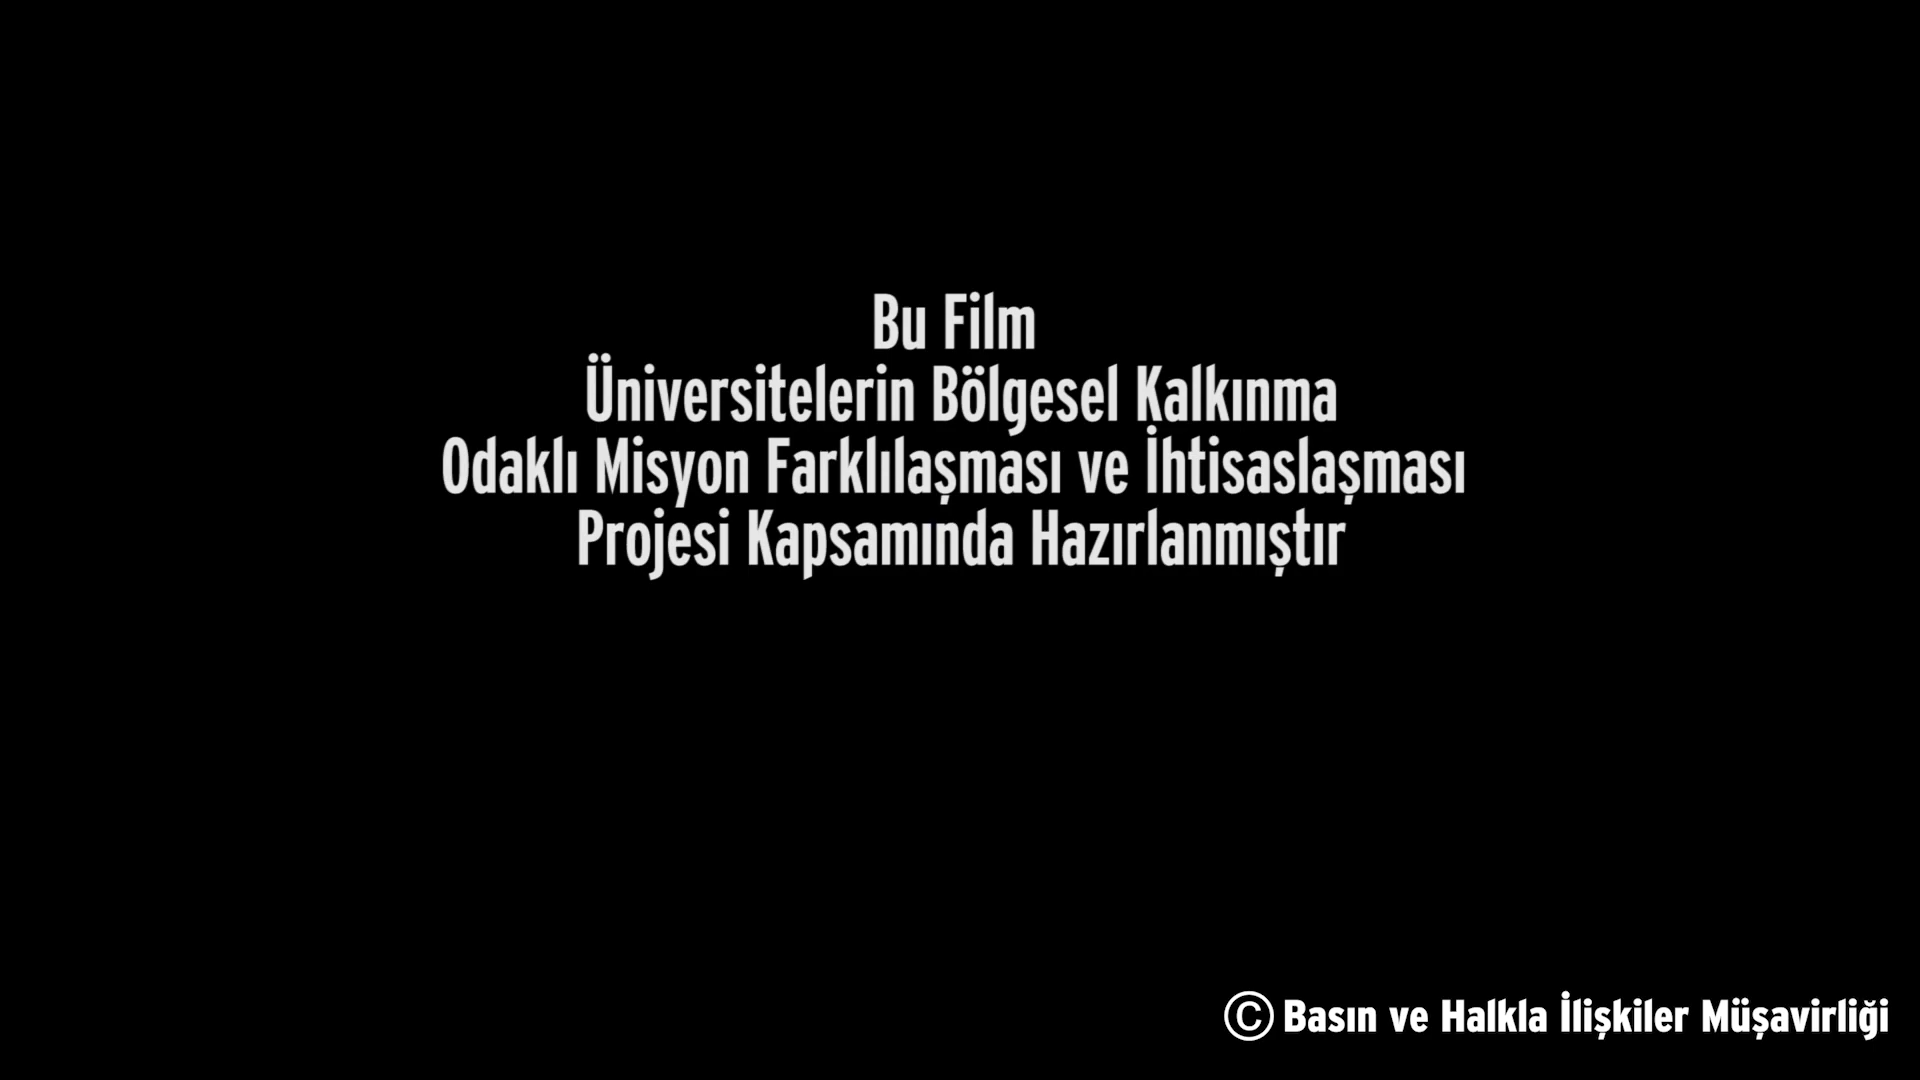 Bu Film
Üniversitelerin Bölgesel Kalkınma
Odaklı Misyon Farklılaşması ve İhtisaslaşması
Projesi Kapsamında Hazırlanmıştır
© Basın ve Halkla İlişkiler Müşavirliği